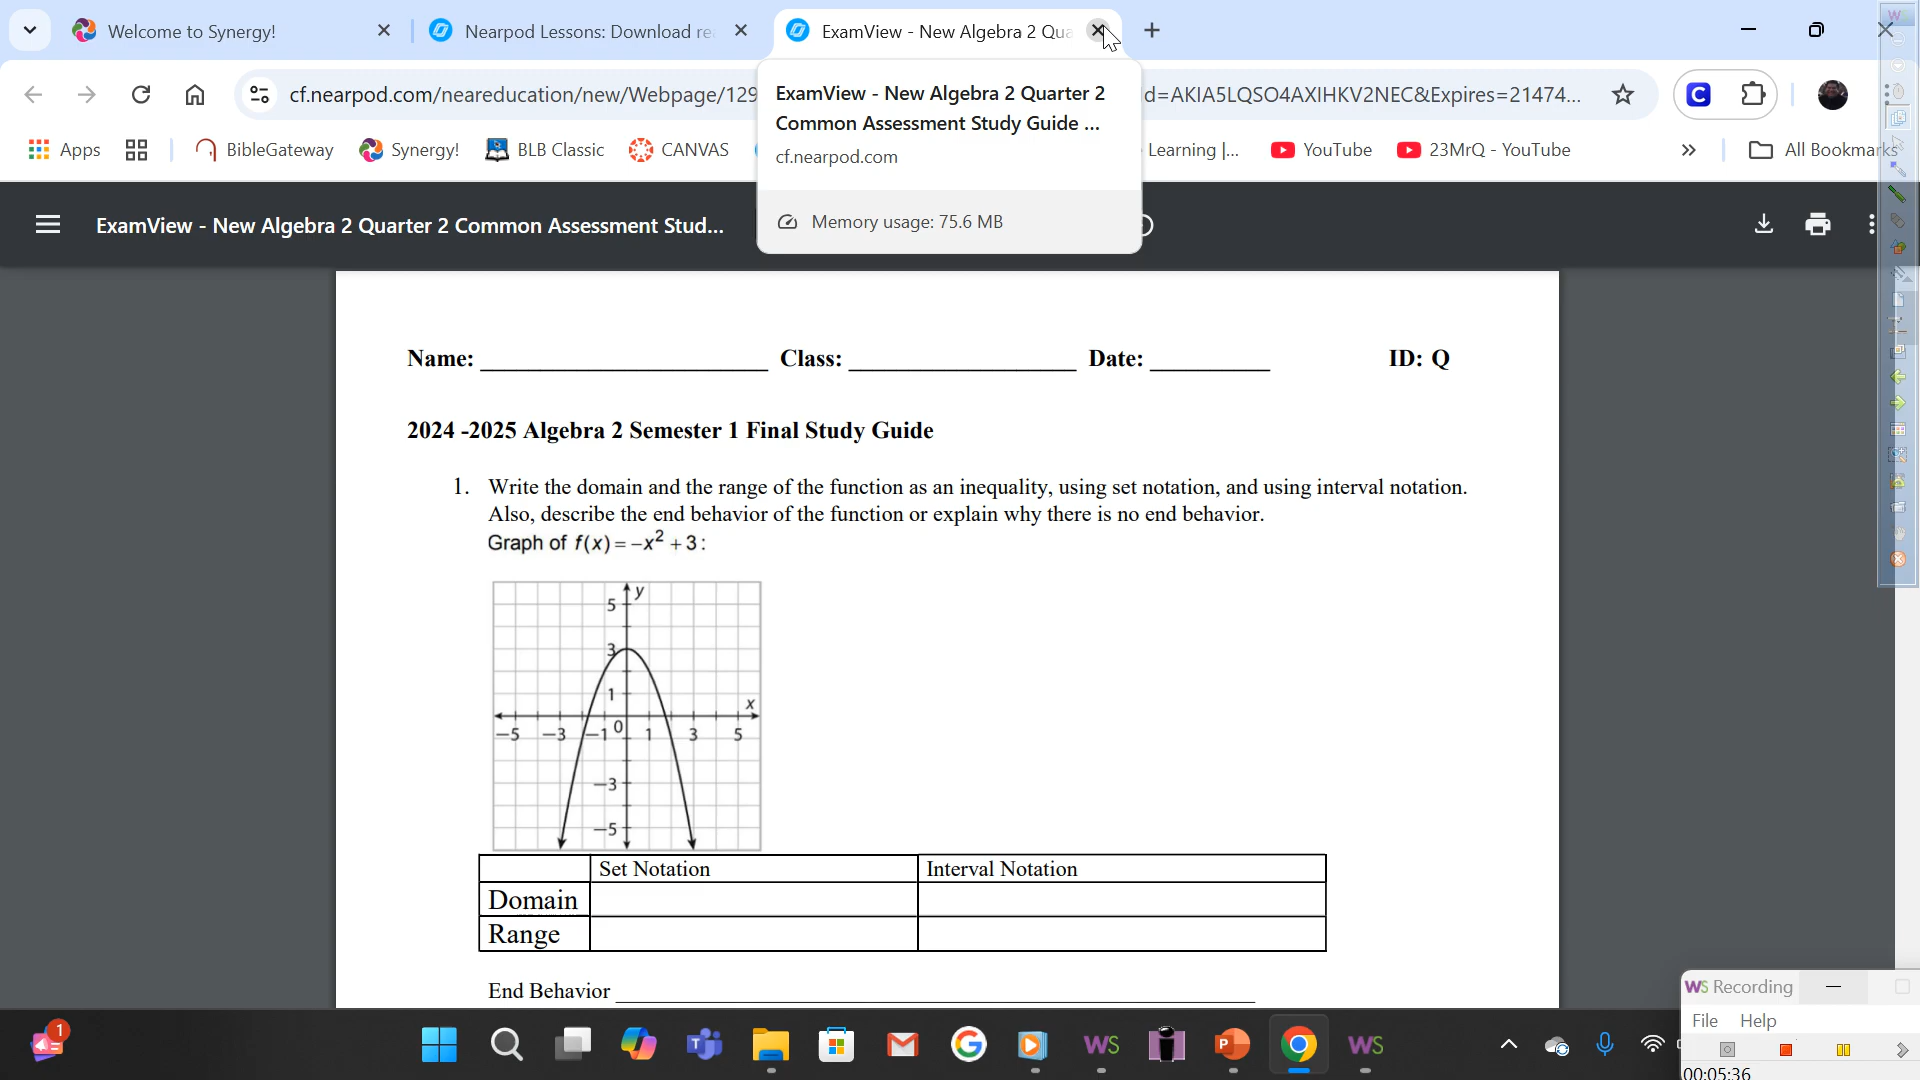 Welcome to Synergy!
Nearpod Lessons: Download re
ExamView - New Algebra 2 Qua
cf.nearpod.com/neareducation/new/Webpage/129
d=AKIA5LQSO4AXIHKV2NEC&Expires=21474...
ExamView - New Algebra 2 Quarter 2
Common Assessment Study Guide ...
cf.nearpod.com
Memory usage: 75.6 MB
Apps
BibleGateway
Synergy!
BLB Classic
CANVAS
Learning |...
YouTube
23MrQ - YouTube
»
All Bookmarks
ExamView - New Algebra 2 Quarter 2 Common Assessment Stud...
Name: ____ Class: ____ Date: ____ ID: Q
2024 -2025 Algebra 2 Semester 1 Final Study Guide
1. Write the domain and the range of the function as an inequality, using set notation, and using interval notation.
Also, describe the end behavior of the function or explain why there is no end behavior.
Graph of f(x) = −x² + 3:
y
5
3
1
x
−5 −3 −1 0 1 3 5
−3
−5
Set Notation Interval Notation
Domain
Range
End Behavior ____
WS Recording
File Help
00:05:36
1